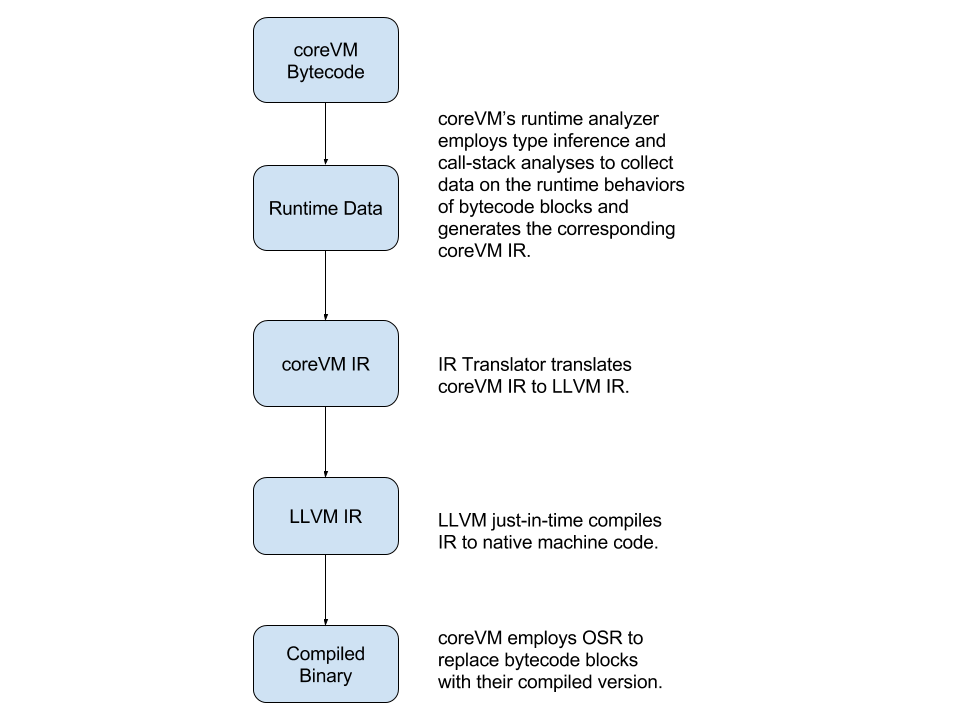 coreVM
Bytecode
coreVM's runtime analyzer
employs type inference and
call-stack analyses to collect
data on the runtime behaviors
of bytecode blocks and
generates the corresponding
coreVM IR.
Runtime Data
coreVM IR
IR Translator translates
coreVM IR to LLVM IR.
LLVM IR
LLVM just-in-time compiles
IR to native machine code.
Compiled
Binary
coreVM employs OSR to
replace bytecode blocks
with their compiled version.